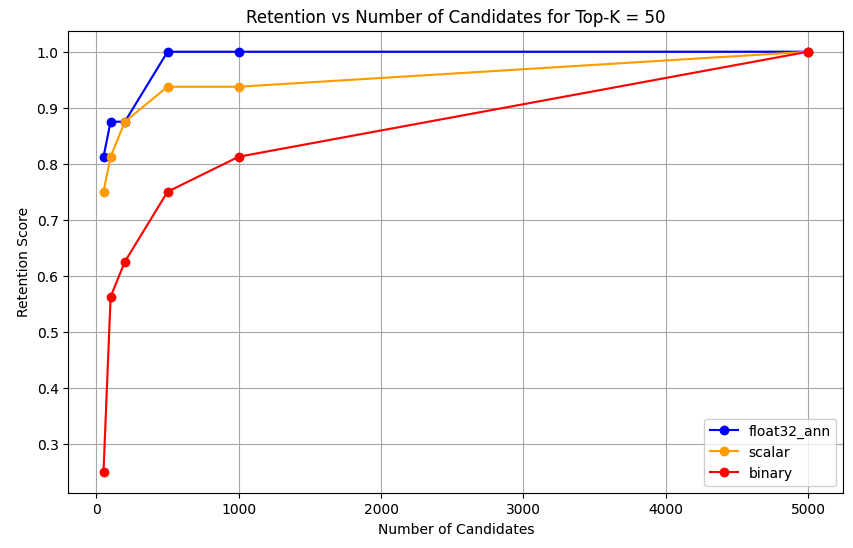 Retention vs Number of Candidates for Top-K = 50
Retention Score
1.0
0.9
0.8
0.7
0.6
0.5
0.4
0.3
0 1000 2000 3000 4000 5000
Number of Candidates
float32_ann
scalar
binary